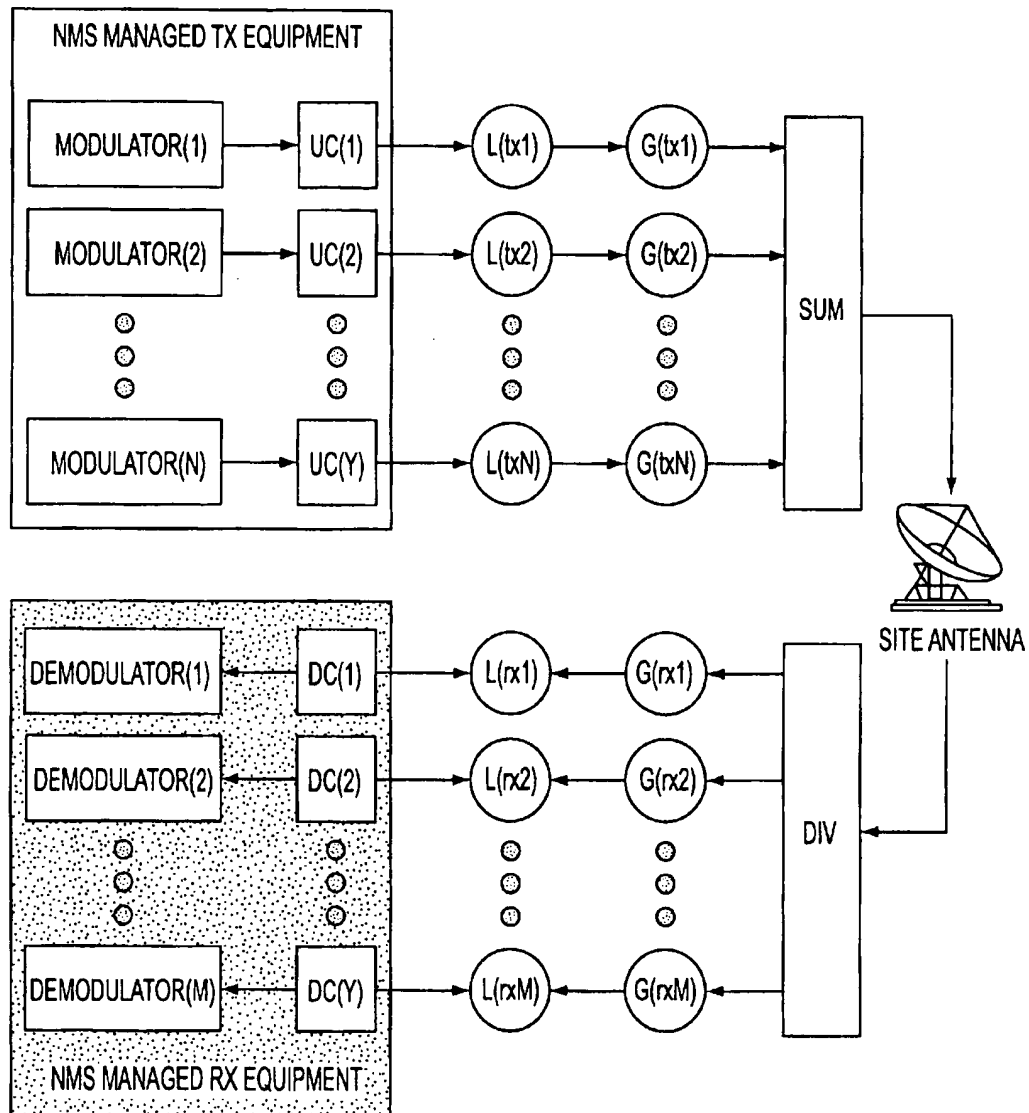 NMS MANAGED TX EQUIPMENT
MODULATOR(1) UC(1) L(tx1) G(tx1)
MODULATOR(2) UC(2) L(tx2) G(tx2)
SUM
MODULATOR(N) UC(Y) L(txN) G(txN)
SITE ANTENNA
DEMODULATOR(1) DC(1) L(rx1) G(rx1)
DEMODULATOR(2) DC(2) L(rx2) G(rx2)
DIV
DEMODULATOR(M) DC(Y) L(rxM) G(rxM)
NMS MANAGED RX EQUIPMENT